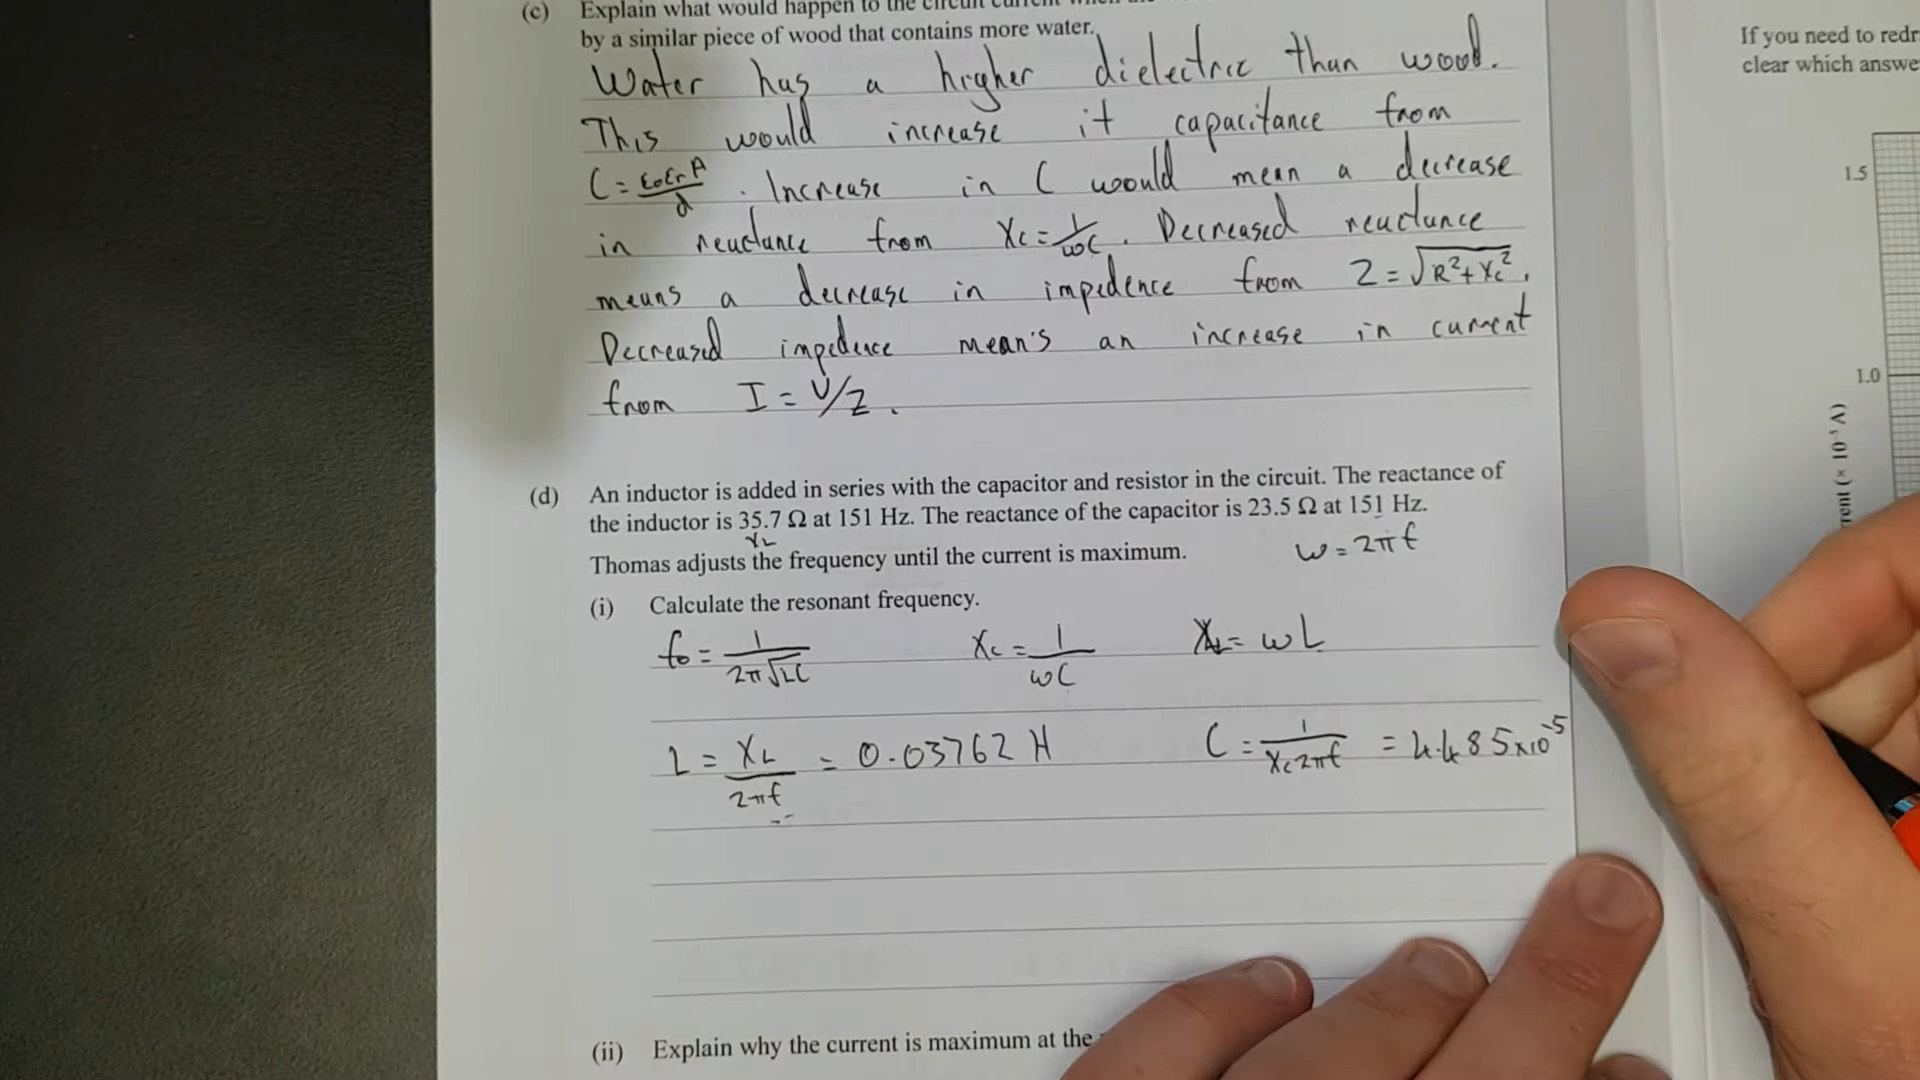 (c) Explain what would happen to the circuit current when the
by a similar piece of wood that contains more water.
Water has a higher dielectric than wood.
This would increase it capacitance from
C = ε₀εrA/d . Increase in C would mean a decrease
in reactance from Xc = 1/ωC. Decreased reactance
means a decrease in impedence from Z = √R²+Xc².
Decreased impedence mean's an increase in current
from I = V/Z.
(d) An inductor is added in series with the capacitor and resistor in the circuit. The reactance of
the inductor is 35.7 Ω at 151 Hz. The reactance of the capacitor is 23.5 Ω at 151 Hz.
XL
ω = 2πf
Thomas adjusts the frequency until the current is maximum.
(i) Calculate the resonant frequency.
f₀ = 1/2π√LC Xc = 1/ωC XL = ωL
L = XL/2πf = 0.03762 H C = 1/Xc2πf = 4.485×10⁻⁵
(ii) Explain why the current is maximum at the
If you need to redr
clear which answe
1.5
1.0
rrent (× 10⁻⁵ A)